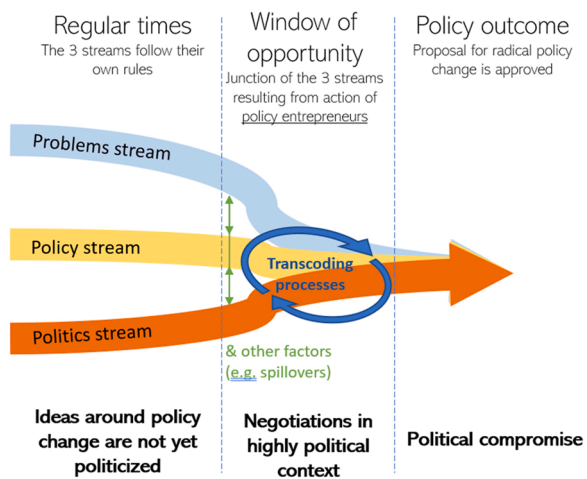 Regular times
The 3 streams follow their
own rules
Window of
opportunity
Junction of the 3 streams
resulting from action of
policy entrepreneurs
Policy outcome
Proposal for radical policy
change is approved
Problems stream
Policy stream
Politics stream
Transcoding
processes
& other factors
(e.g. spillovers)
Ideas around policy
change are not yet
politicized
Negotiations in
highly political
context
Political compromise